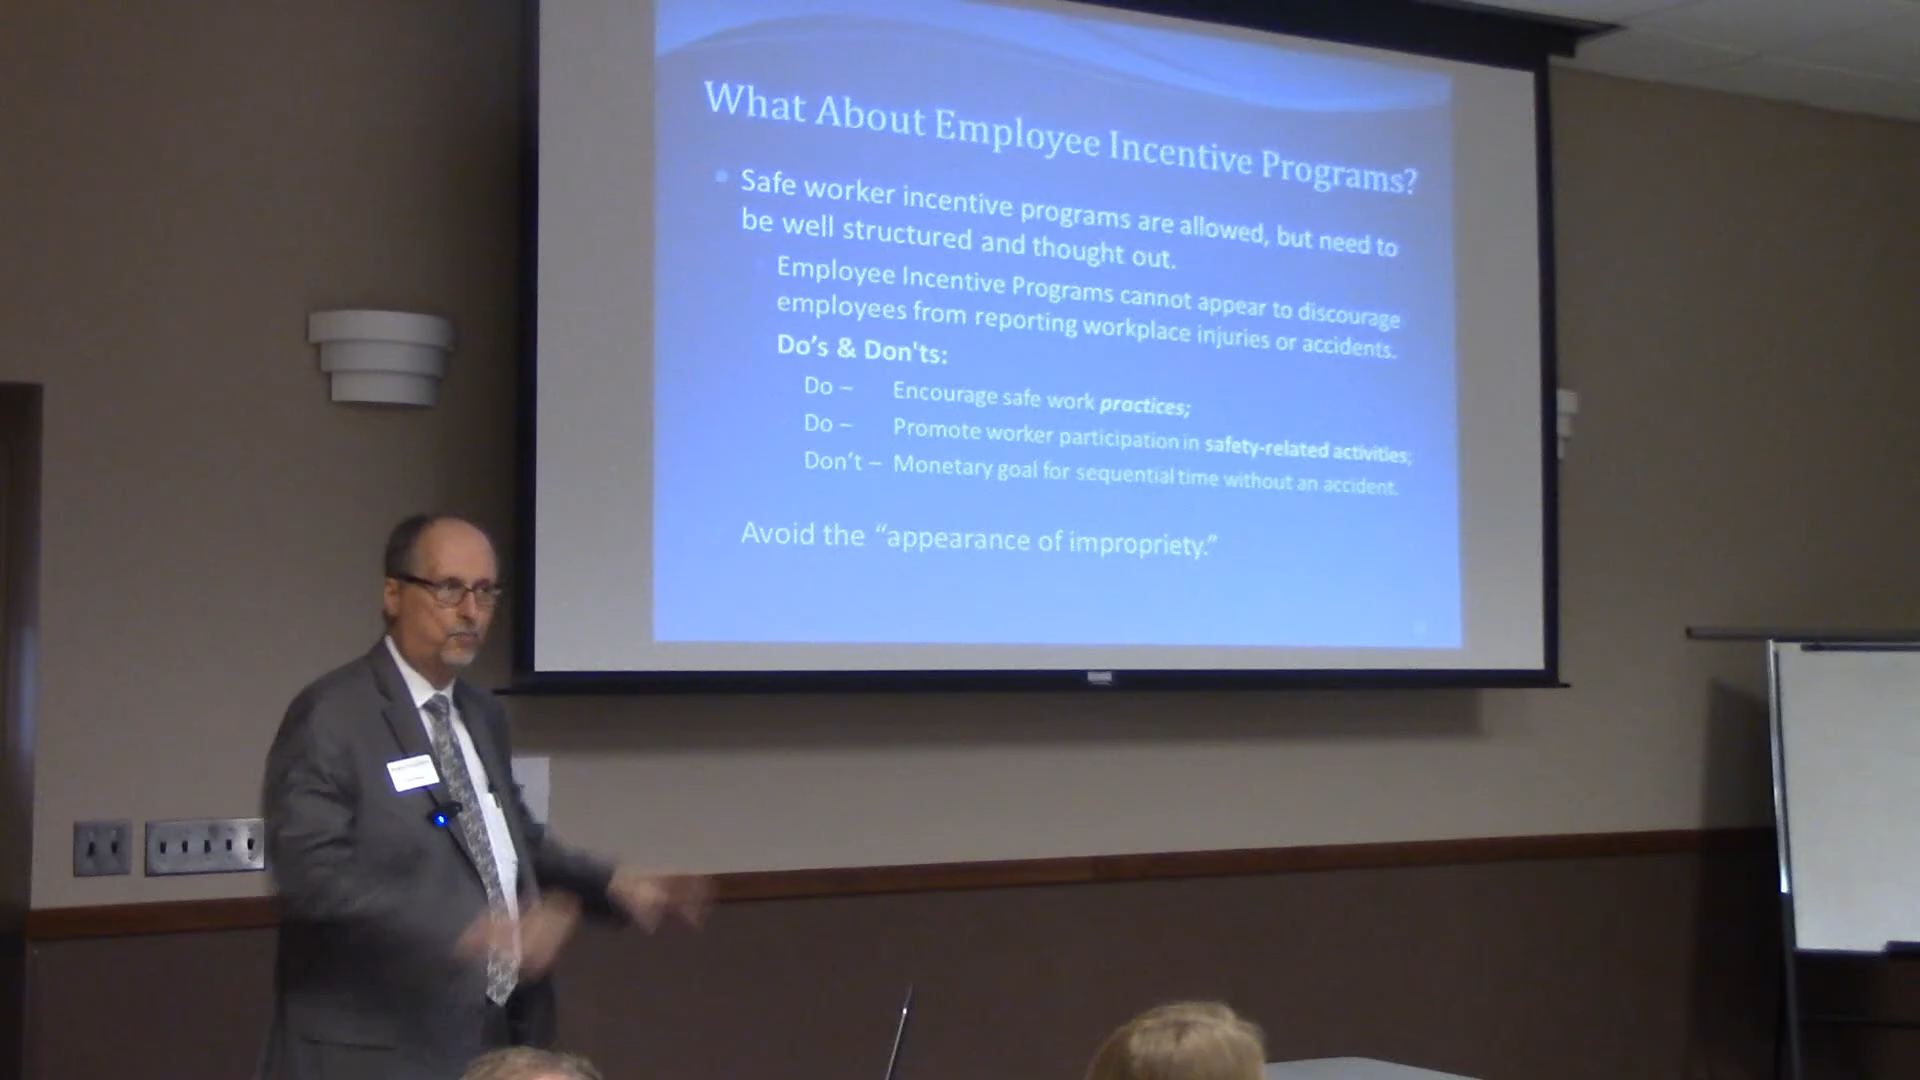 What About Employee Incentive Programs?
Safe worker incentive programs are allowed, but need to
be well structured and thought out.
Employee Incentive Programs cannot appear to discourage
employees from reporting workplace injuries or accidents.
Do's & Don'ts:
Do – Encourage safe work practices;
Do – Promote worker participation in safety-related activities;
Don't – Monetary goal for sequential time without an accident.
Avoid the “appearance of impropriety.”